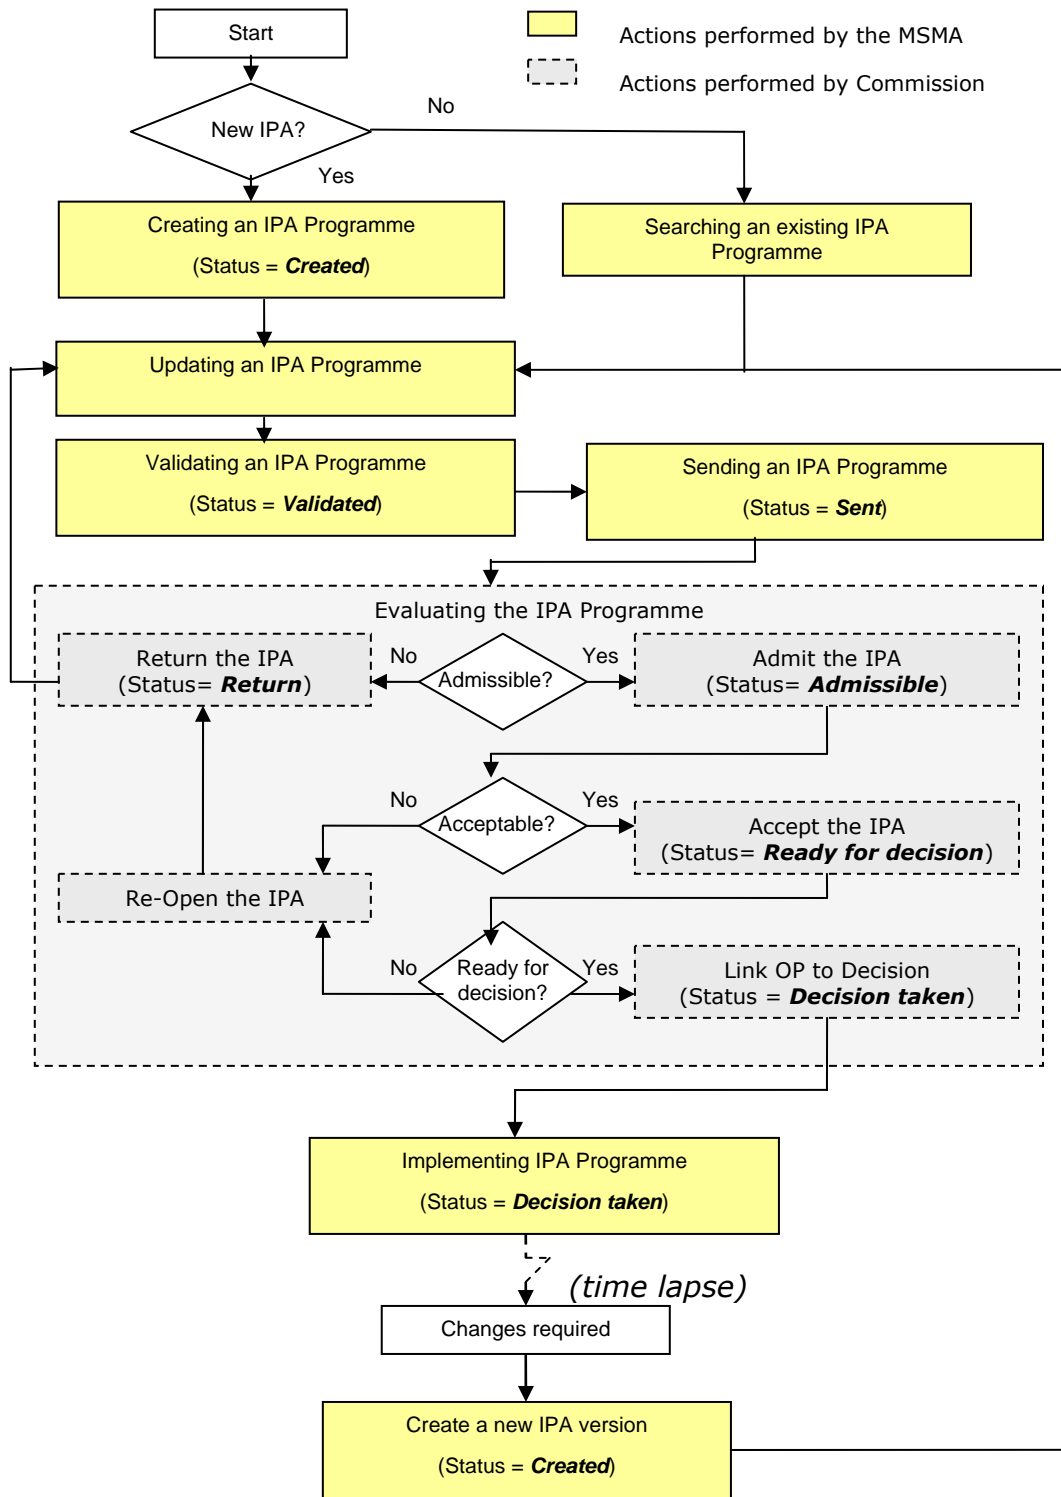 Start
Actions performed by the MSMA
Actions performed by Commission
New IPA?
No
Yes
Creating an IPA Programme
(Status = Created)
Searching an existing IPA
Programme
Updating an IPA Programme
Validating an IPA Programme
(Status = Validated)
Sending an IPA Programme
(Status = Sent)
Evaluating the IPA Programme
Return the IPA
(Status= Return)
No
Admissible?
Yes
Admit the IPA
(Status= Admissible)
No
Acceptable?
Yes
Accept the IPA
(Status= Ready for decision)
Re-Open the IPA
No
Ready for
decision?
Yes
Link OP to Decision
(Status = Decision taken)
Implementing IPA Programme
(Status = Decision taken)
(time lapse)
Changes required
Create a new IPA version
(Status = Created)